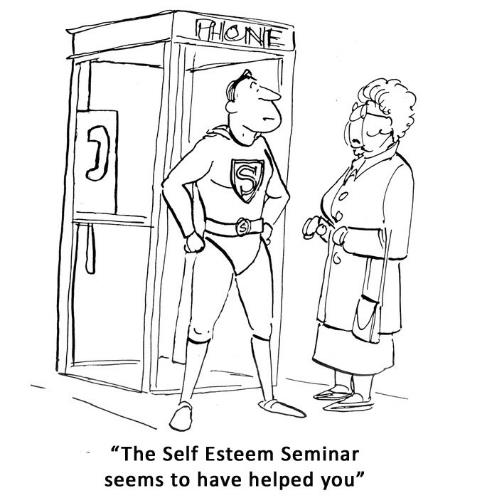 PHONE
S
S
“The Self Esteem Seminar
seems to have helped you”